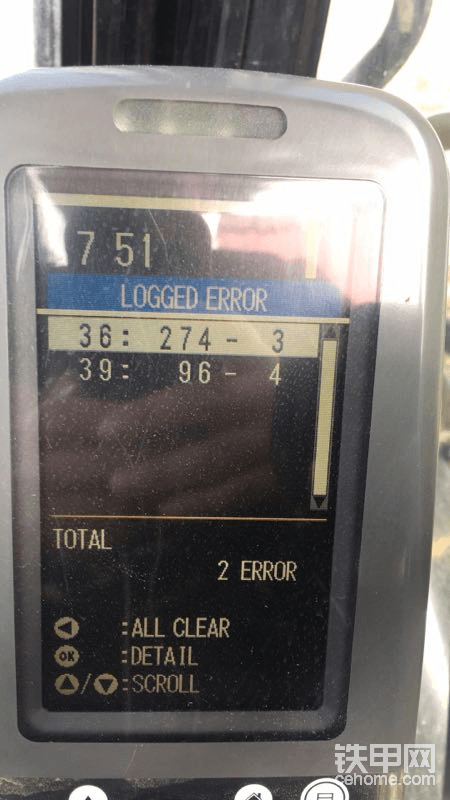 7 51
LOGGED ERROR
36: 274- 3
39: 96- 4
TOTAL
2 ERROR
:ALL CLEAR
OK :DETAIL
/ :SCROLL
铁甲网
cehome.com